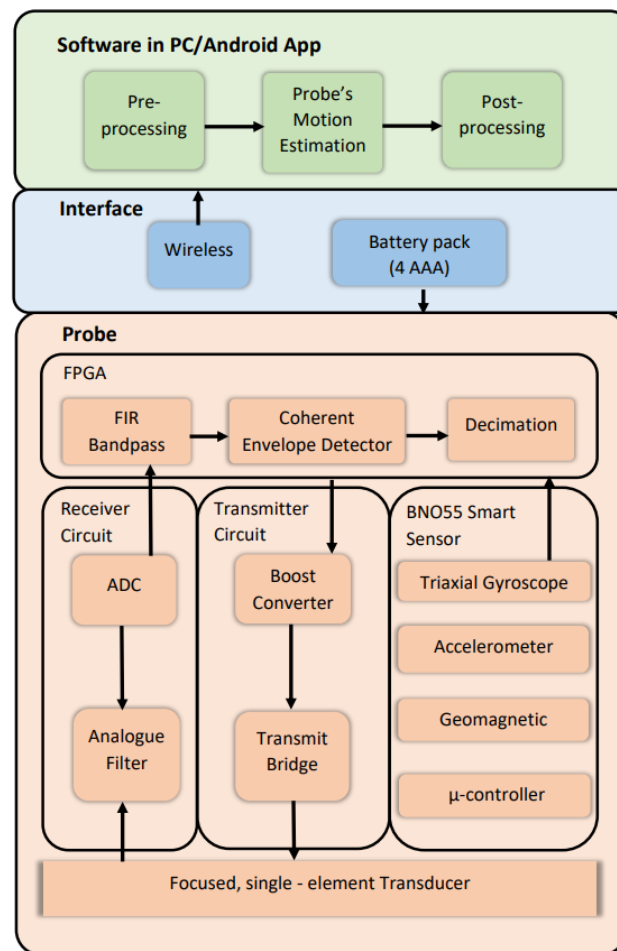 Software in PC/Android App
Pre-
processing
Probe's
Motion
Estimation
Post-
processing
Interface
Wireless
Battery pack
(4 AAA)
Probe
FPGA
FIR
Bandpass
Coherent
Envelope Detector
Decimation
Receiver
Circuit
ADC
Analogue
Filter
Transmitter
Circuit
Boost
Converter
Transmit
Bridge
BNO55 Smart
Sensor
Triaxial Gyroscope
Accelerometer
Geomagnetic
μ-controller
Focused, single - element Transducer